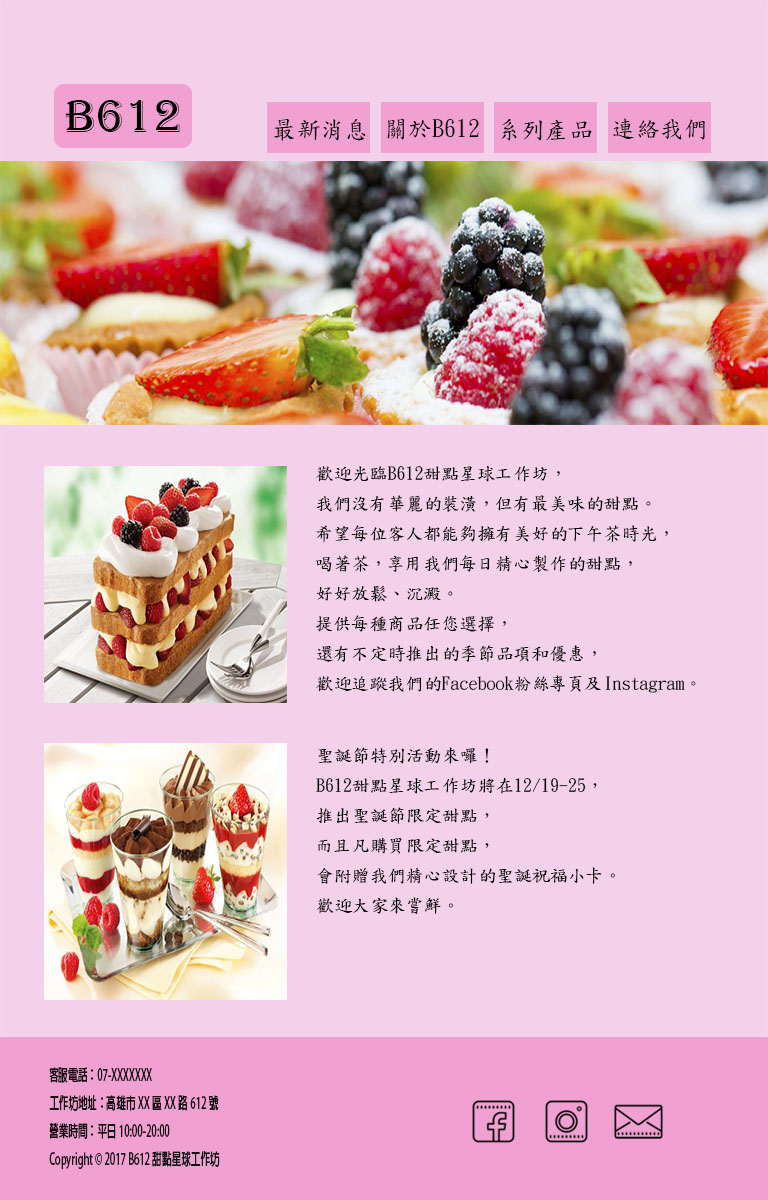 B612
最新消息
關於B612
系列產品
連絡我們
歡迎光臨B612甜點星球工作坊，
我們沒有華麗的裝潢，但有最美味的甜點。
希望每位客人都能夠擁有美好的下午茶時光，
喝著茶，享用我們每日精心製作的甜點，
好好放鬆、沉澱。
提供每種商品任您選擇，
還有不定時推出的季節品項和優惠，
歡迎追蹤我們的Facebook粉絲專頁及Instagram。
聖誕節特別活動來囉！
B612甜點星球工作坊將在12/19-25，
推出聖誕節限定甜點，
而且凡購買限定甜點，
會附贈我們精心設計的聖誕祝福小卡。
歡迎大家來嘗鮮。
客服電話：07-XXXXXXX
工作坊地址：高雄市 XX 區 XX 路 612 號
營業時間：平日 10:00-20:00
Copyright © 2017 B612 甜點星球工作坊